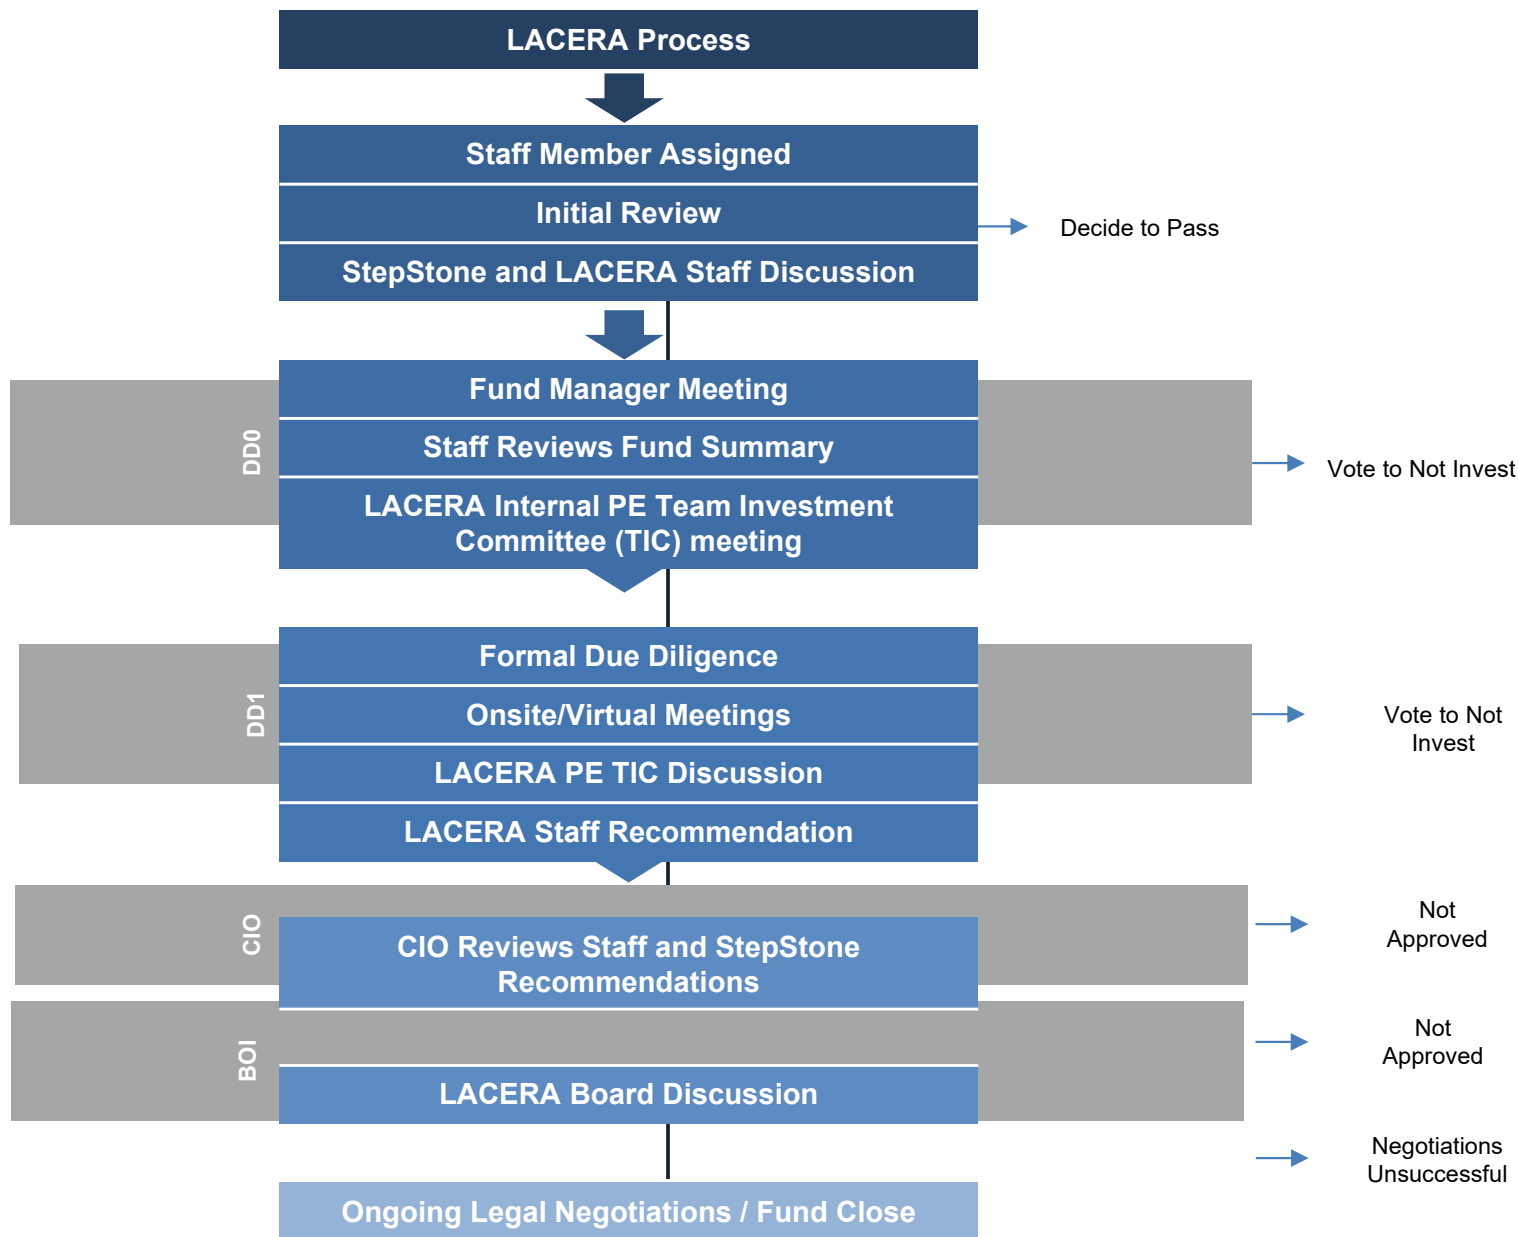 LACERA Process
Staff Member Assigned
Initial Review
Decide to Pass
StepStone and LACERA Staff Discussion
DD0
Fund Manager Meeting
Staff Reviews Fund Summary
Vote to Not Invest
LACERA Internal PE Team Investment
Committee (TIC) meeting
DD1
Formal Due Diligence
Onsite/Virtual Meetings
Vote to Not
Invest
LACERA PE TIC Discussion
LACERA Staff Recommendation
CIO
CIO Reviews Staff and StepStone
Recommendations
Not
Approved
BOI
Not
Approved
LACERA Board Discussion
Negotiations
Unsuccessful
Ongoing Legal Negotiations / Fund Close